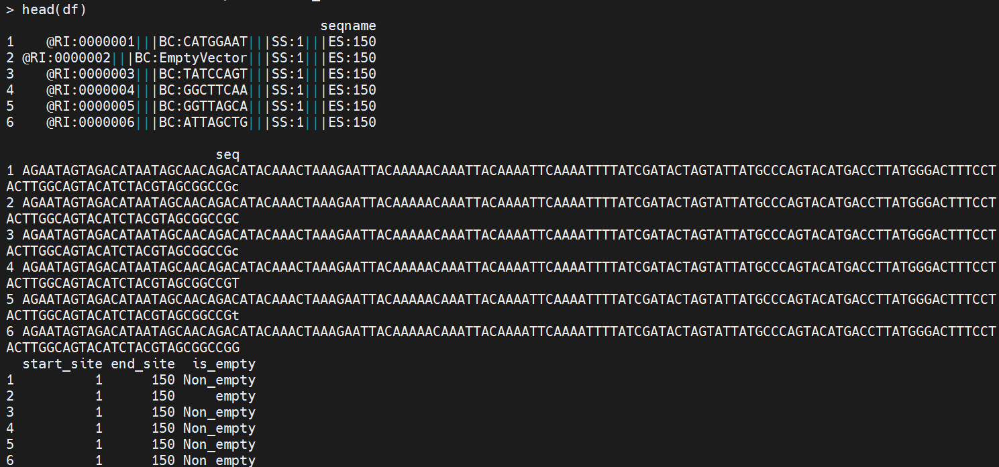 > head(df)
seqname
1 @RI:0000001|||BC:CATGGAAT|||SS:1|||ES:150
2 @RI:0000002|||BC:EmptyVector|||SS:1|||ES:150
3 @RI:0000003|||BC:TATCCAGT|||SS:1|||ES:150
4 @RI:0000004|||BC:GGCTTCAA|||SS:1|||ES:150
5 @RI:0000005|||BC:GGTTAGCA|||SS:1|||ES:150
6 @RI:0000006|||BC:ATTAGCTG|||SS:1|||ES:150
seq
1 AGAATAGTAGACATAATAGCAACAGACATACAAACTAAAGAATTACAAAAACAAATTACAAAATTCAAAATTTTATCGATACTAGTATTATGCCCAGTACATGACCTTATGGGACTTTCCT
ACTTGGCAGTACATCTACGTAGCGGCCGc
2 AGAATAGTAGACATAATAGCAACAGACATACAAACTAAAGAATTACAAAAACAAATTACAAAATTCAAAATTTTATCGATACTAGTATTATGCCCAGTACATGACCTTATGGGACTTTCCT
ACTTGGCAGTACATCTACGTAGCGGCCGC
3 AGAATAGTAGACATAATAGCAACAGACATACAAACTAAAGAATTACAAAAACAAATTACAAAATTCAAAATTTTATCGATACTAGTATTATGCCCAGTACATGACCTTATGGGACTTTCCT
ACTTGGCAGTACATCTACGTAGCGGCCGc
4 AGAATAGTAGACATAATAGCAACAGACATACAAACTAAAGAATTACAAAAACAAATTACAAAATTCAAAATTTTATCGATACTAGTATTATGCCCAGTACATGACCTTATGGGACTTTCCT
ACTTGGCAGTACATCTACGTAGCGGCCGT
5 AGAATAGTAGACATAATAGCAACAGACATACAAACTAAAGAATTACAAAAACAAATTACAAAATTCAAAATTTTATCGATACTAGTATTATGCCCAGTACATGACCTTATGGGACTTTCCT
ACTTGGCAGTACATCTACGTAGCGGCCGt
6 AGAATAGTAGACATAATAGCAACAGACATACAAACTAAAGAATTACAAAAACAAATTACAAAATTCAAAATTTTATCGATACTAGTATTATGCCCAGTACATGACCTTATGGGACTTTCCT
ACTTGGCAGTACATCTACGTAGCGGCCGG
start_site end_site is_empty
1 1 150 Non_empty
2 1 150 empty
3 1 150 Non_empty
4 1 150 Non_empty
5 1 150 Non_empty
6 1 150 Non_empty